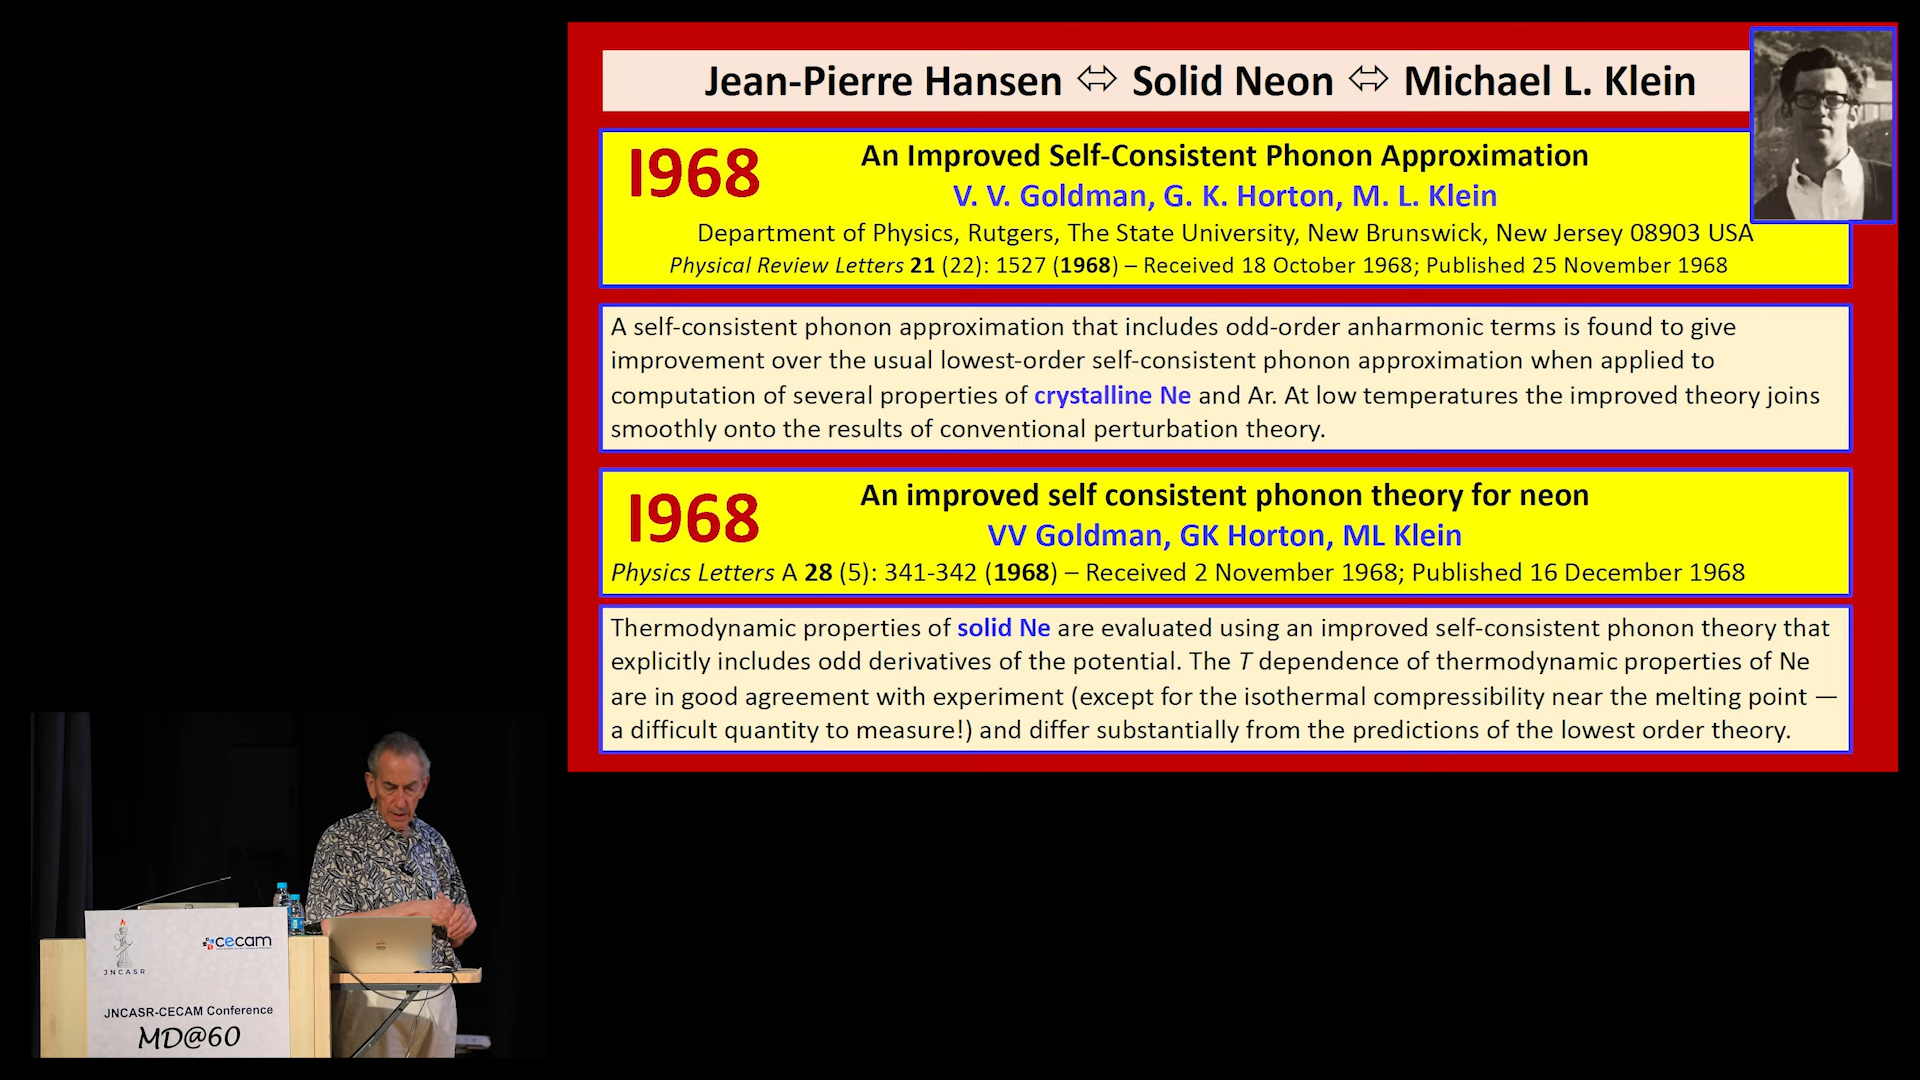 Jean-Pierre Hansen ⇔ Solid Neon ⇔ Michael L. Klein
I968
An Improved Self-Consistent Phonon Approximation
V. V. Goldman, G. K. Horton, M. L. Klein
Department of Physics, Rutgers, The State University, New Brunswick, New Jersey 08903 USA
Physical Review Letters 21 (22): 1527 (1968) – Received 18 October 1968; Published 25 November 1968
A self-consistent phonon approximation that includes odd-order anharmonic terms is found to give
improvement over the usual lowest-order self-consistent phonon approximation when applied to
computation of several properties of crystalline Ne and Ar. At low temperatures the improved theory joins
smoothly onto the results of conventional perturbation theory.
I968
An improved self consistent phonon theory for neon
VV Goldman, GK Horton, ML Klein
Physics Letters A 28 (5): 341-342 (1968) – Received 2 November 1968; Published 16 December 1968
Thermodynamic properties of solid Ne are evaluated using an improved self-consistent phonon theory that
explicitly includes odd derivatives of the potential. The T dependence of thermodynamic properties of Ne
are in good agreement with experiment (except for the isothermal compressibility near the melting point —
a difficult quantity to measure!) and differ substantially from the predictions of the lowest order theory.
cecam
JNCASR
JNCASR-CECAM Conference
MD@60